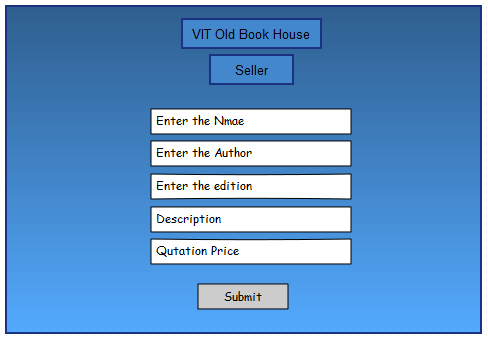 VIT Old Book House
Seller
Enter the Nmae
Enter the Author
Enter the edition
Description
Qutation Price
Submit